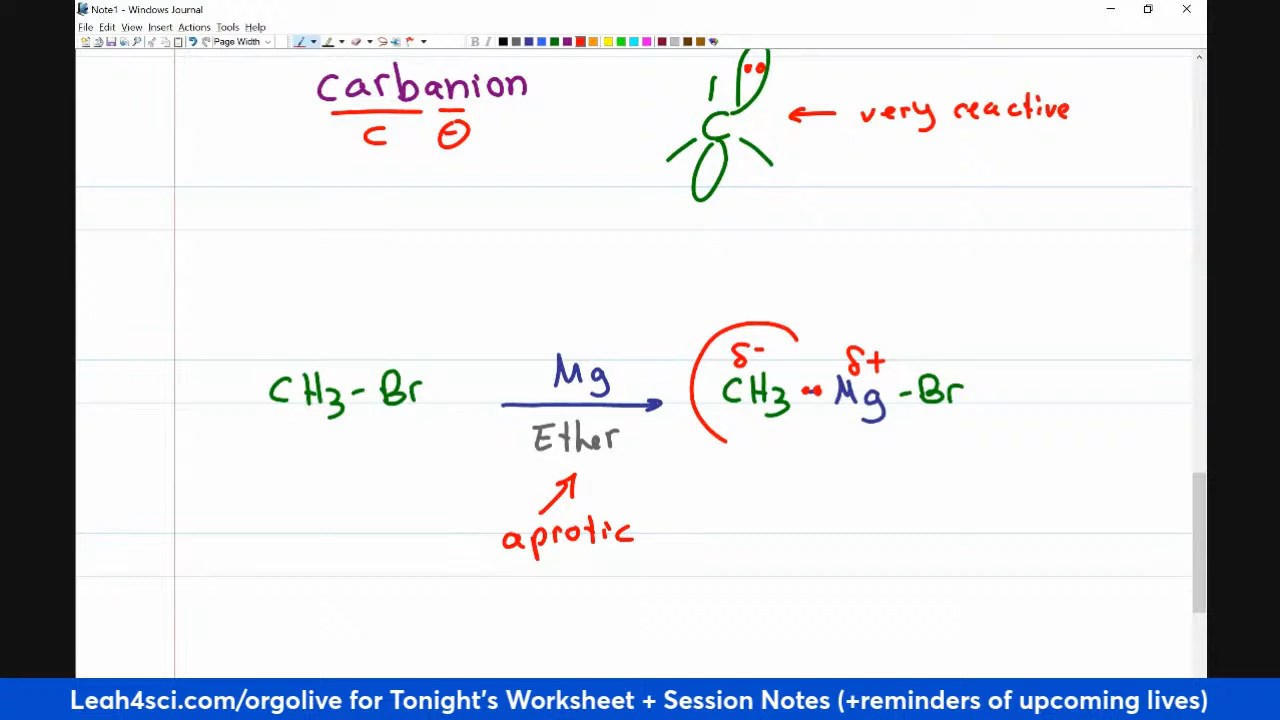 Note1 - Windows Journal
File Edit View Insert Actions Tools Help
Page Width B I
carbanion
C ⊖
C ← very reactive
CH3-Br
Mg
Ether
aprotic
δ- δ+
CH3 •• Mg-Br
Leah4sci.com/orgolive for Tonight's Worksheet + Session Notes (+reminders of upcoming lives)